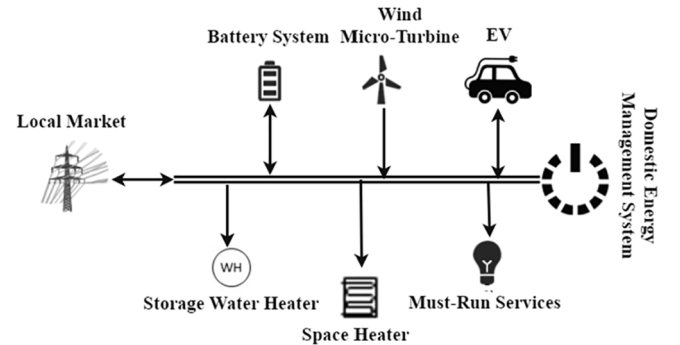 Wind
Battery System
Micro-Turbine
EV
Local Market
Domestic Energy
Management System
WH
Storage Water Heater
Must-Run Services
Space Heater